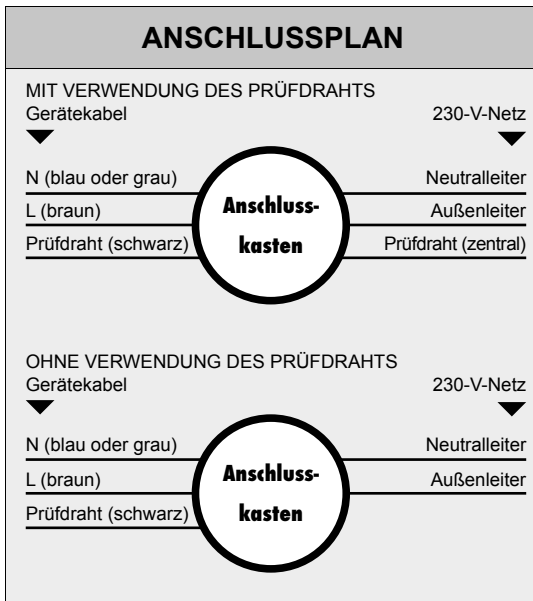 ANSCHLUSSPLAN
MIT VERWENDUNG DES PRÜFDRAHTS
Gerätekabel 230-V-Netz
N (blau oder grau) Neutralleiter
L (braun) Außenleiter
Prüfdraht (schwarz) Prüfdraht (zentral)
Anschluss-
kasten
OHNE VERWENDUNG DES PRÜFDRAHTS
Gerätekabel 230-V-Netz
N (blau oder grau) Neutralleiter
L (braun) Außenleiter
Prüfdraht (schwarz)
Anschluss-
kasten